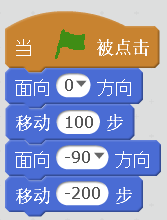 当 被点击
面向 0 方向
移动 100 步
面向 -90 方向
移动 -200 步